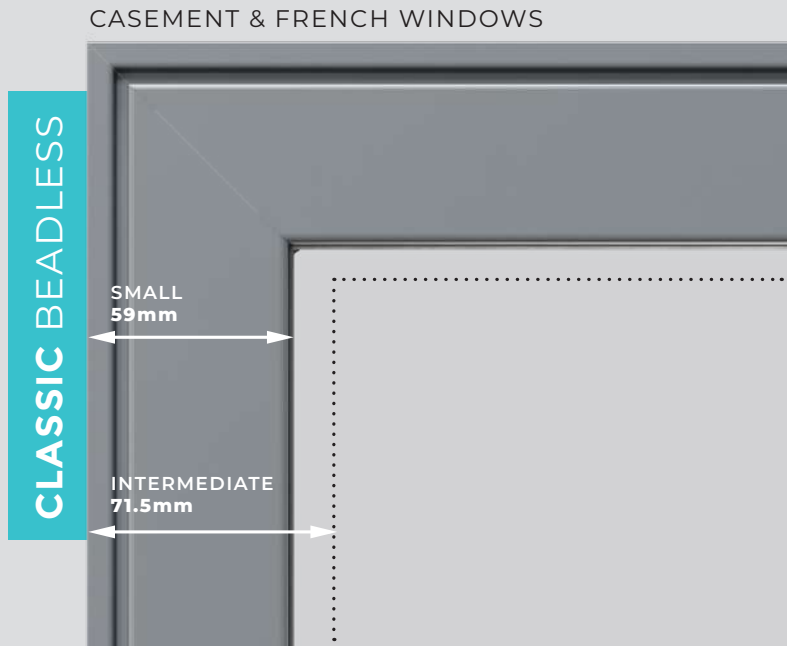 CASEMENT & FRENCH WINDOWS
CLASSIC BEADLESS
SMALL
59mm
INTERMEDIATE
71.5mm